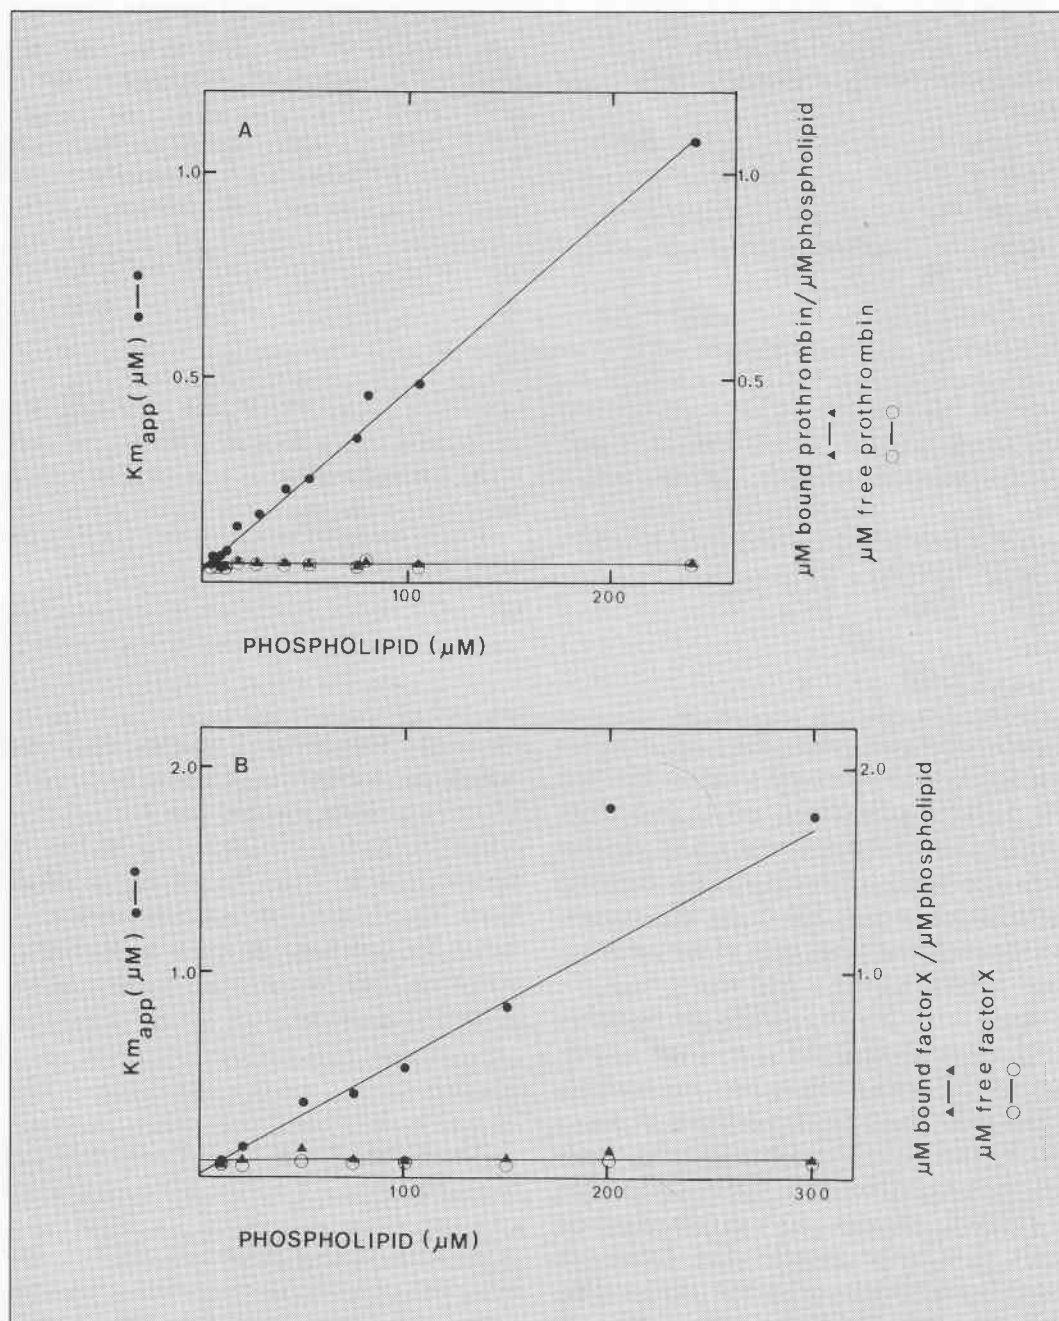 A
1.0
0.5
Km app (µM) ●—●
100
200
PHOSPHOLIPID (µM)
1.0
0.5
µM bound prothrombin/µM phospholipid
▲—▲
µM free prothrombin
○—○
B
2.0
1.0
Km app (µM) ●—●
100
200
300
PHOSPHOLIPID (µM)
2.0
1.0
µM bound factor X / µM phospholipid
▲—▲
µM free factor X
○—○